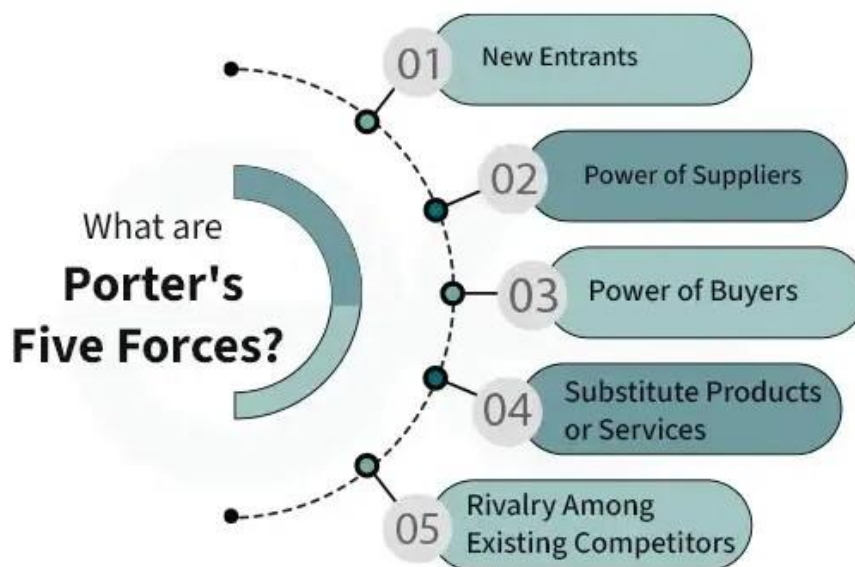 What are
Porter's
Five Forces?
01
New Entrants
02
Power of Suppliers
03
Power of Buyers
04
Substitute Products
or Services
05
Rivalry Among
Existing Competitors